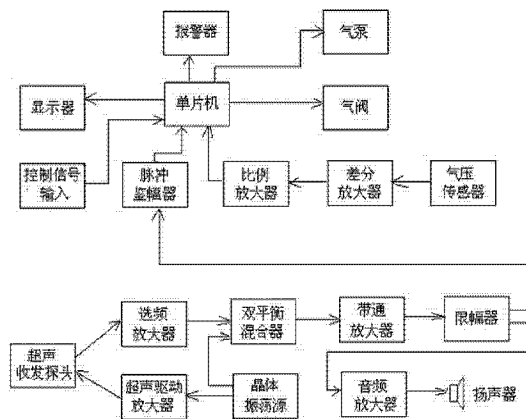 报警器
气泵
显示器
单片机
气阀
控制信号
输入
脉冲
鉴幅器
比例
放大器
差分
放大器
气压
传感器
选频
放大器
双平衡
混合器
带通
放大器
限幅器
超声
收发探头
超声驱动
放大器
晶体
振荡源
音频
放大器
扬声器